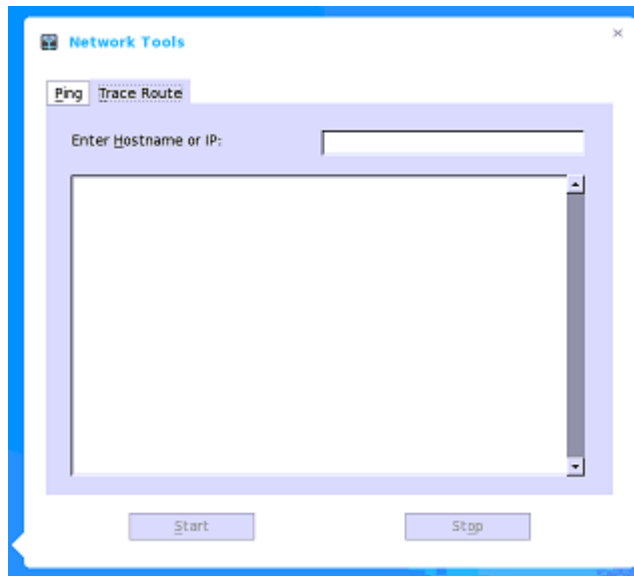 Network Tools
Ping Trace Route
Enter Hostname or IP:
Start Stop